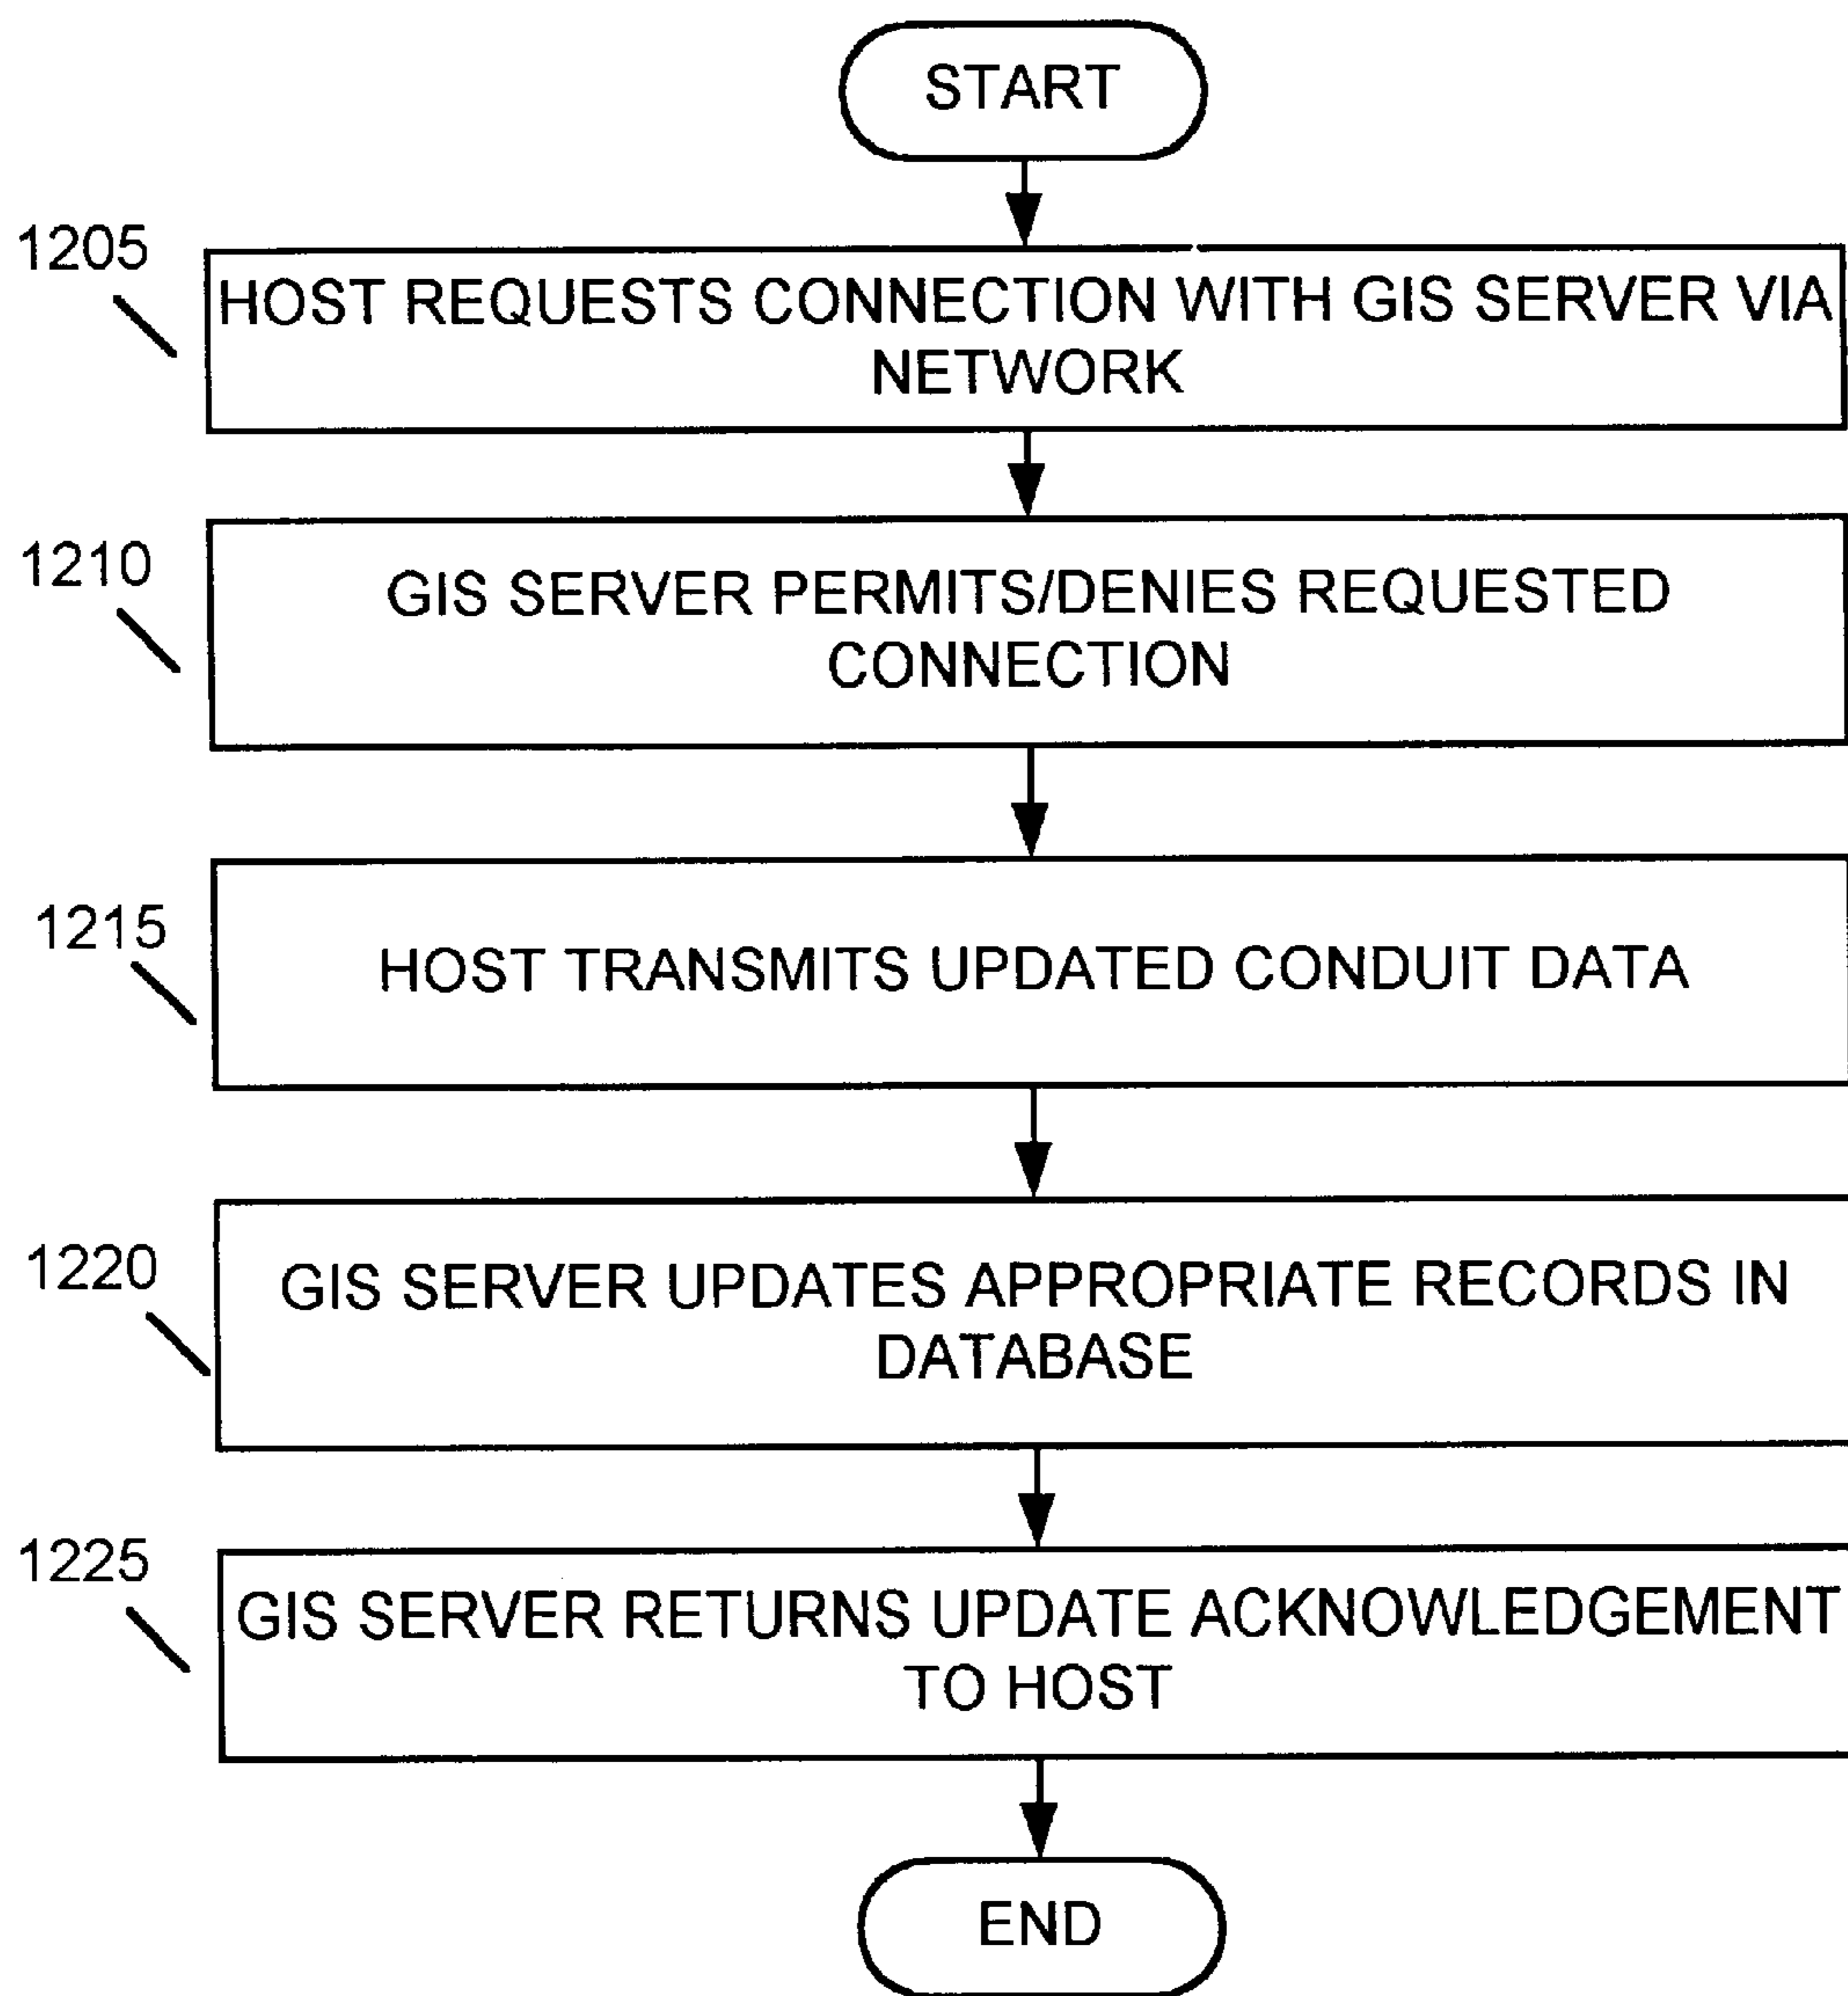 START
1205
HOST REQUESTS CONNECTION WITH GIS SERVER VIA
NETWORK
1210
GIS SERVER PERMITS/DENIES REQUESTED
CONNECTION
1215
HOST TRANSMITS UPDATED CONDUIT DATA
1220
GIS SERVER UPDATES APPROPRIATE RECORDS IN
DATABASE
1225
GIS SERVER RETURNS UPDATE ACKNOWLEDGEMENT
TO HOST
END